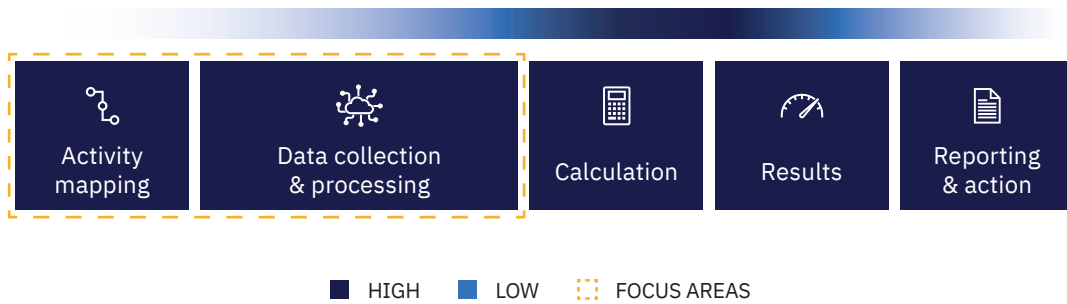 Activity
mapping
Data collection
& processing
Calculation
Results
Reporting
& action
HIGH
LOW
FOCUS AREAS